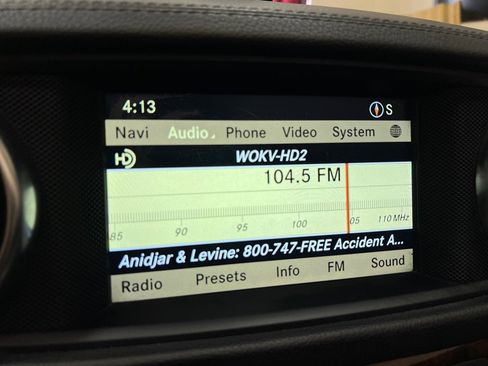 4:13 S
Navi Audio Phone Video System
HD WOKV-HD2
104.5 FM
85 90 95 100 05 110 MHz
Anidjar & Levine: 800-747-FREE Accident A...
Radio Presets Info FM Sound